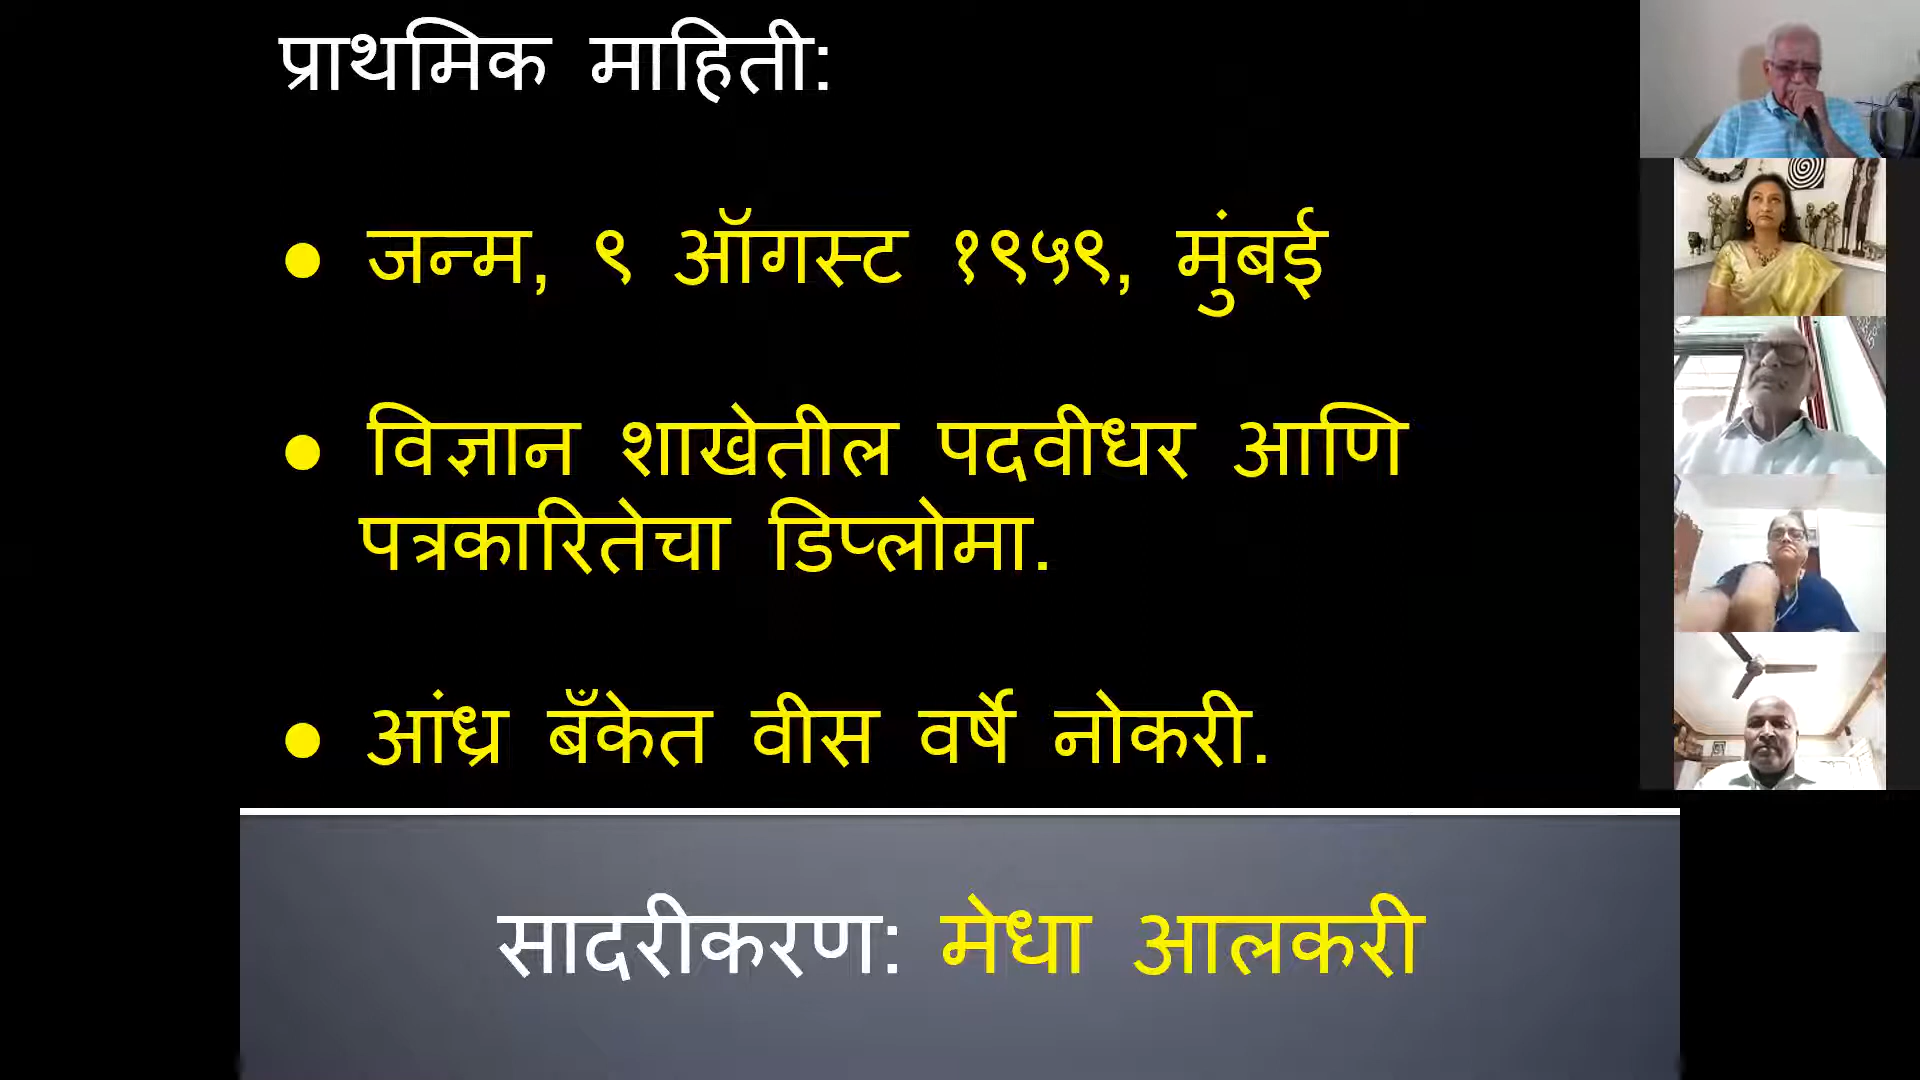 प्राथमिक माहिती:
● जन्म, ९ ऑगस्ट १९५९, मुंबई
● विज्ञान शाखेतील पदवीधर आणि
पत्रकारितेचा डिप्लोमा.
● आंध्र बँकेत वीस वर्षे नोकरी.
सादरीकरण: मेधा आलकरी